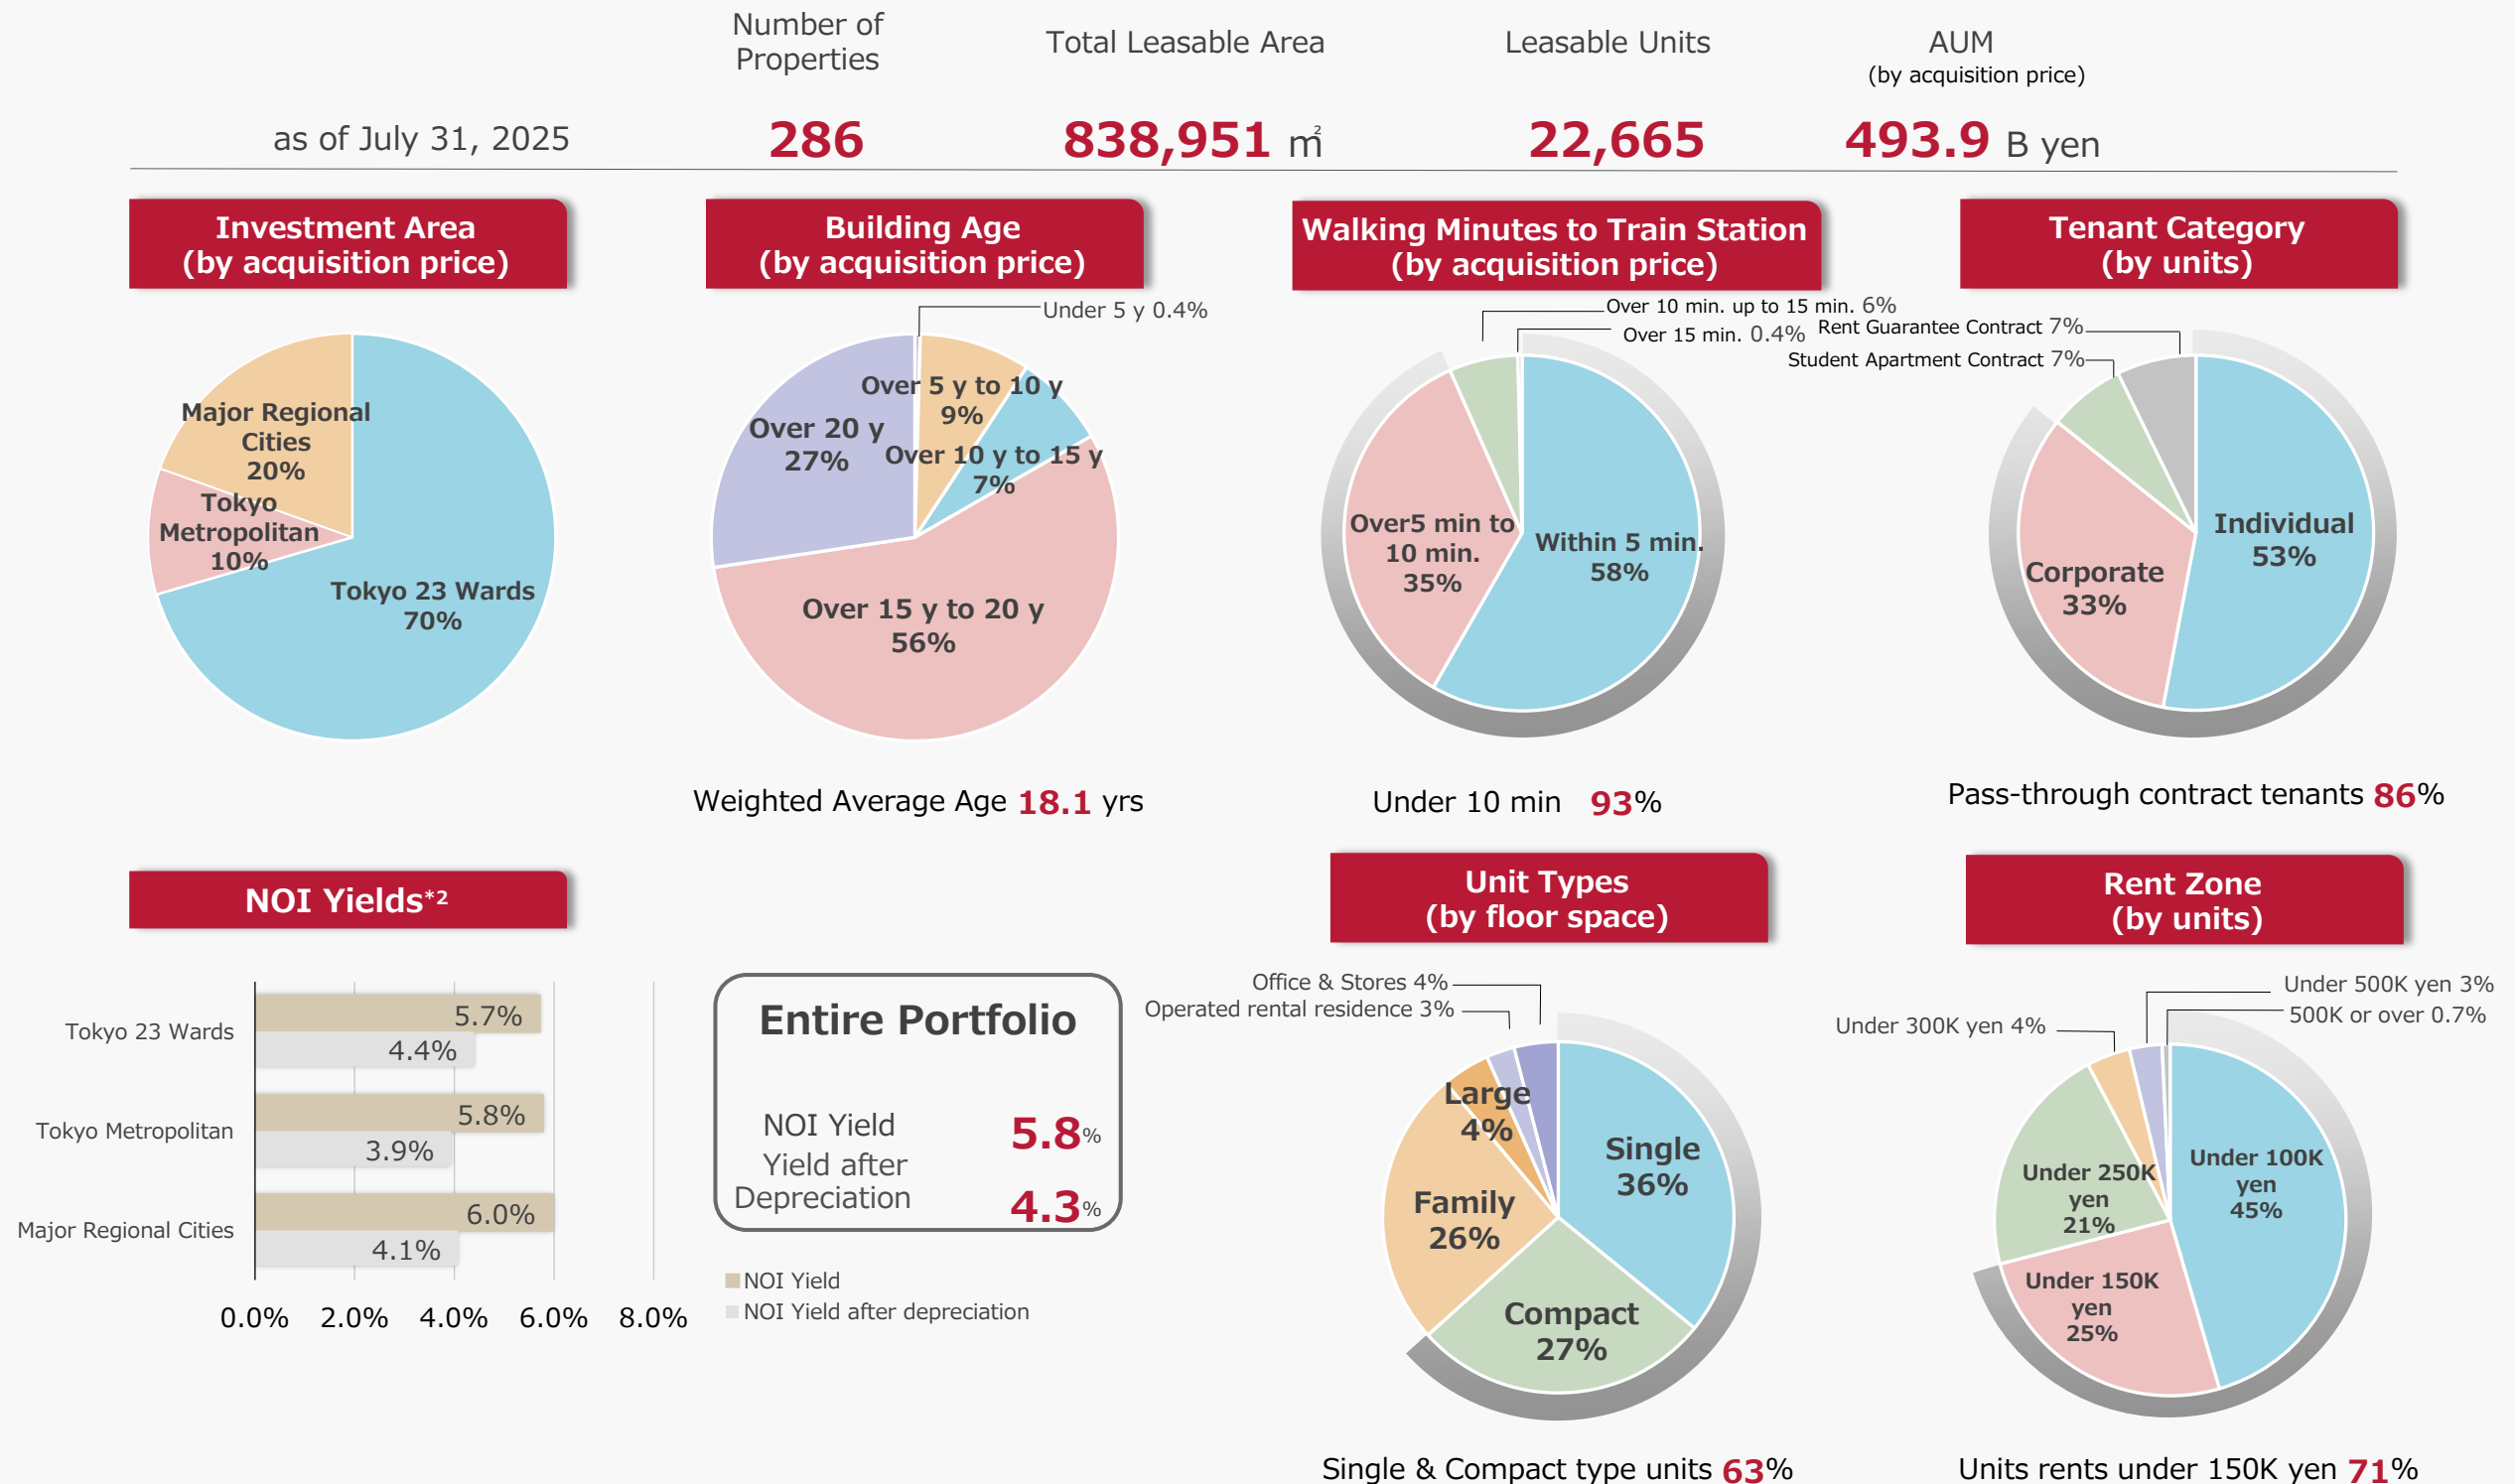 Number of
Properties
Total Leasable Area
Leasable Units
AUM
(by acquisition price)
as of July 31, 2025
286
838,951 ㎡
22,665
493.9 B yen
Investment Area
(by acquisition price)
Major Regional
Cities
20%
Tokyo
Metropolitan
10%
Tokyo 23 Wards
70%
Building Age
(by acquisition price)
Under 5 y 0.4%
Over 5 y to 10 y
9%
Over 20 y
27%
Over 10 y to 15 y
7%
Over 15 y to 20 y
56%
Weighted Average Age 18.1 yrs
Walking Minutes to Train Station
(by acquisition price)
Over 10 min. up to 15 min. 6%
Over 15 min. 0.4%
Over5 min to
10 min.
35%
Within 5 min.
58%
Under 10 min 93%
Tenant Category
(by units)
Rent Guarantee Contract 7%
Student Apartment Contract 7%
Individual
53%
Corporate
33%
Pass-through contract tenants 86%
NOI Yields*2
Tokyo 23 Wards
5.7%
4.4%
Tokyo Metropolitan
5.8%
3.9%
Major Regional Cities
6.0%
4.1%
0.0% 2.0% 4.0% 6.0% 8.0%
Entire Portfolio
NOI Yield
5.8%
Yield after
Depreciation
4.3%
NOI Yield
NOI Yield after depreciation
Unit Types
(by floor space)
Office & Stores 4%
Operated rental residence 3%
Large
4%
Single
36%
Family
26%
Compact
27%
Single & Compact type units 63%
Rent Zone
(by units)
Under 500K yen 3%
500K or over 0.7%
Under 300K yen 4%
Under 100K
yen
45%
Under 250K
yen
21%
Under 150K
yen
25%
Units rents under 150K yen 71%